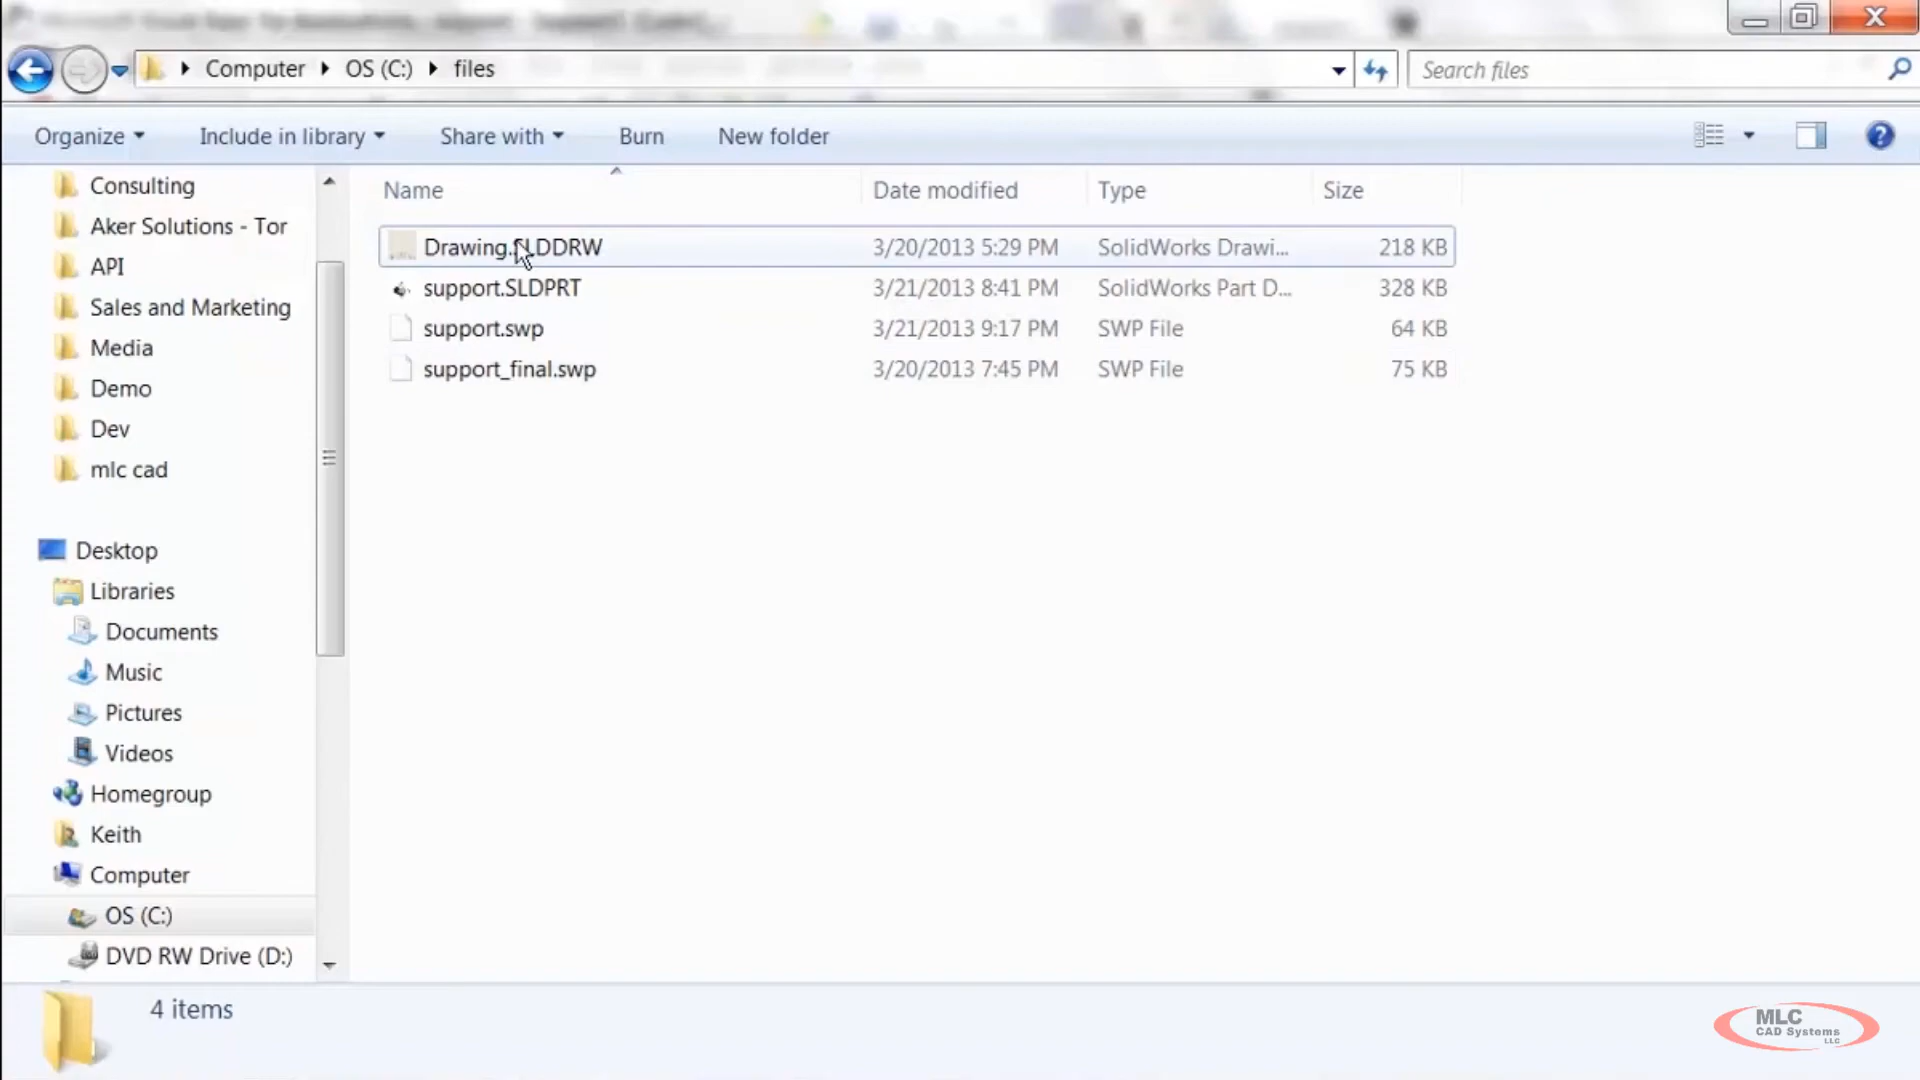 Computer OS (C:) files
Search files
Organize Include in library Share with Burn New folder
Name Date modified Type Size
Drawing.SLDDRW 3/20/2013 5:29 PM SolidWorks Drawi... 218 KB
support.SLDPRT 3/21/2013 8:41 PM SolidWorks Part D... 328 KB
support.swp 3/21/2013 9:17 PM SWP File 64 KB
support_final.swp 3/20/2013 7:45 PM SWP File 75 KB
Consulting
Aker Solutions - Tor
API
Sales and Marketing
Media
Demo
Dev
mlc cad
Desktop
Libraries
Documents
Music
Pictures
Videos
Homegroup
Keith
Computer
OS (C:)
DVD RW Drive (D:)
4 items
MLC
CAD Systems
LLC